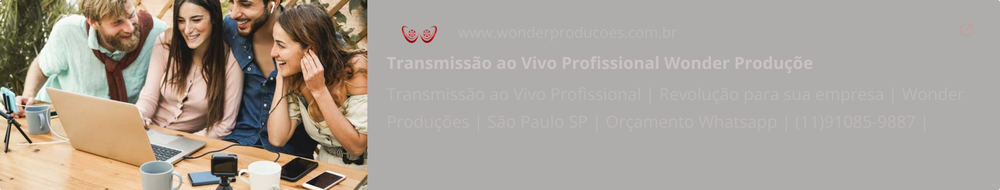 www.wonderproducoes.com.br
Transmissão ao Vivo Profissional Wonder Produçõe
Transmissão ao Vivo Profissional | Revolução para sua empresa | Wonder
Produções | São Paulo SP | Orçamento Whatsapp | (11)91085-9887 |